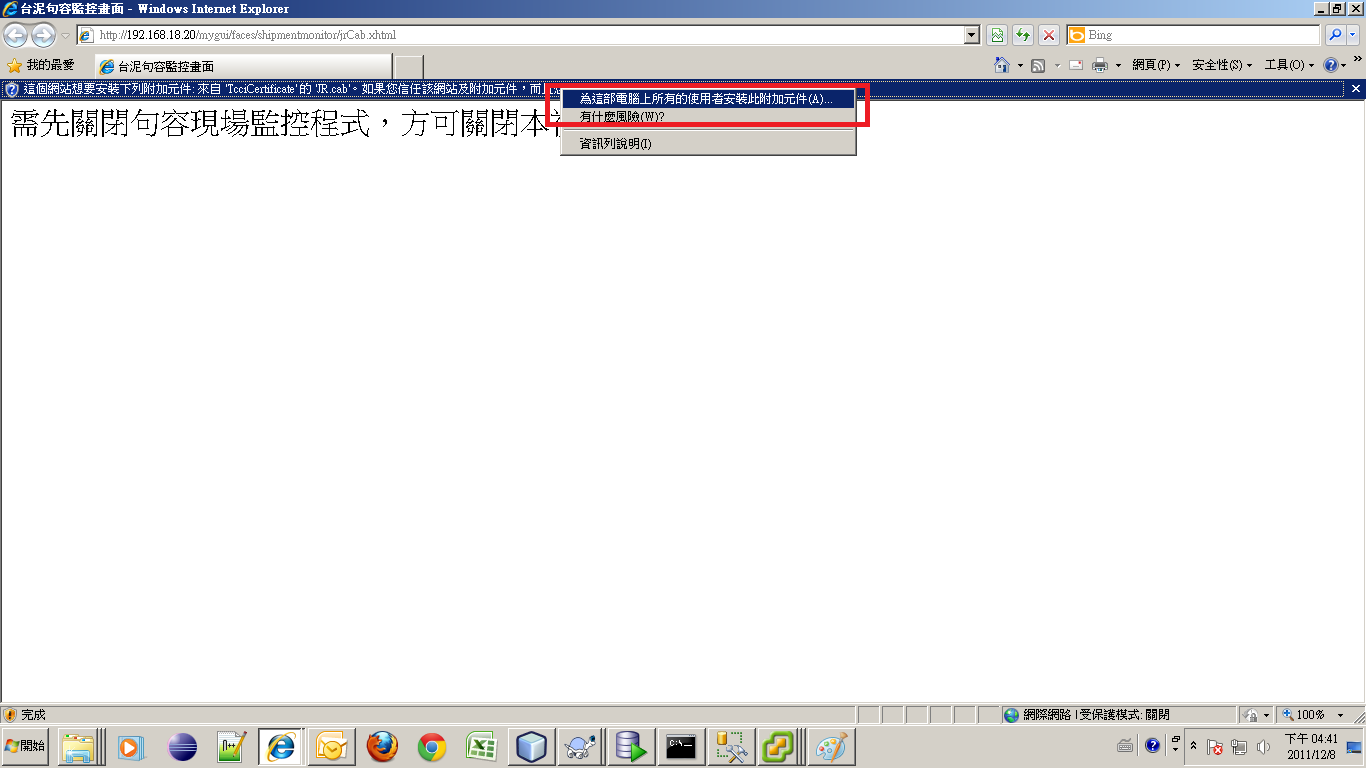 台泥句容監控畫面 - Windows Internet Explorer
http://192.168.18.20/mygui/faces/shipmentmonitor/jrCab.xhtml
Bing
我的最愛
台泥句容監控畫面
網頁(P)
安全性(S)
工具(O)
這個網站想要安裝下列附加元件: 來自 'TcciCertificate' 的 'JR.cab'。如果您信任該網站及附加元件，而且
為這部電腦上所有的使用者安裝此附加元件(A)...
有什麼風險(W)?
資訊列說明(I)
需先關閉句容現場監控程式，方可關閉本
完成
網際網路 | 受保護模式: 關閉
100%
開始
下午 04:41
2011/12/8